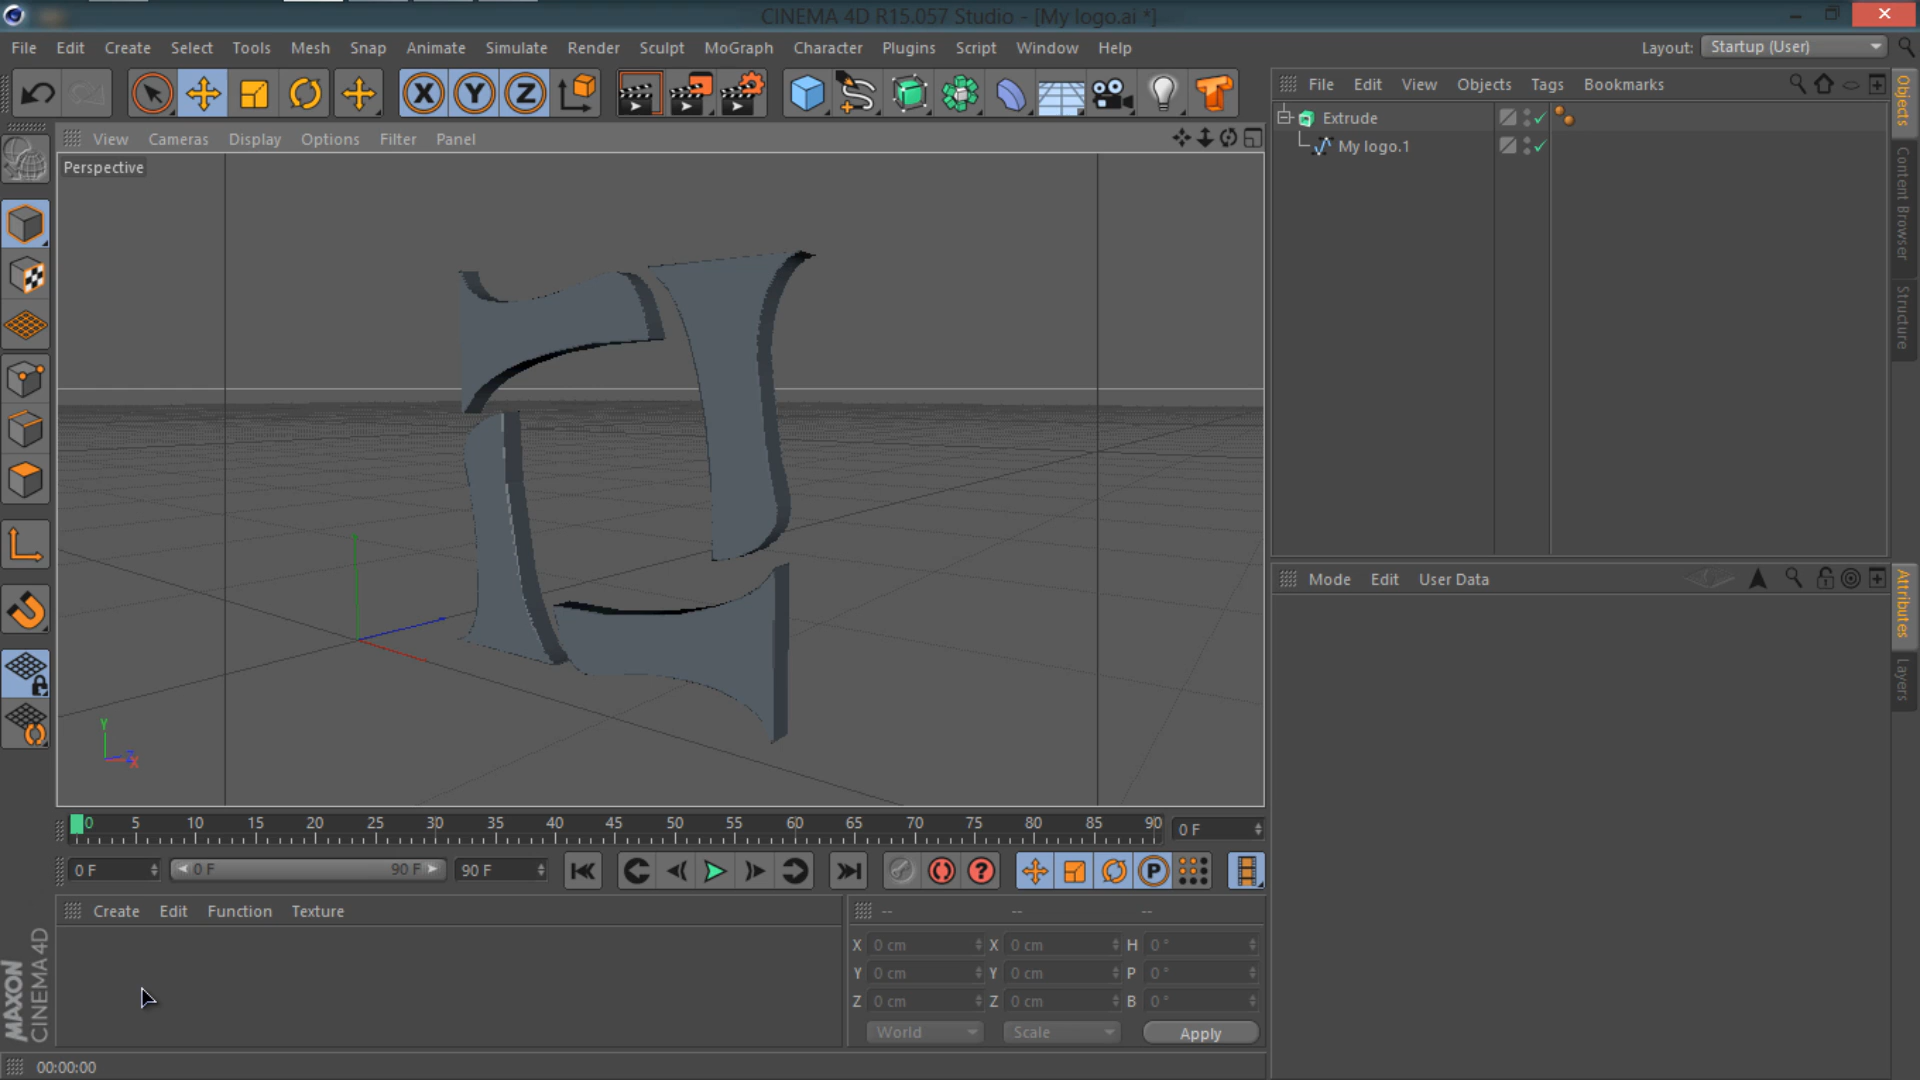 CINEMA 4D R15.057 Studio - [My logo.ai *]
File Edit Create Select Tools Mesh Snap Animate Simulate Render Sculpt MoGraph Character Plugins Script Window Help
Layout: Startup (User)
X Y Z
File Edit View Objects Tags Bookmarks
Extrude
My logo.1
Objects
Content Browser
Structure
View Cameras Display Options Filter Panel
Perspective
Y
Z
X
Mode Edit User Data
Attributes
Layers
0 5 10 15 20 25 30 35 40 45 50 55 60 65 70 75 80 85 90 0 F
0 F 0 F 90 F 90 F ? P
Create Edit Function Texture
-- -- --
X 0 cm X 0 cm H 0 °
Y 0 cm Y 0 cm P 0 °
Z 0 cm Z 0 cm B 0 °
World Scale Apply
MAXON
CINEMA 4D
00:00:00